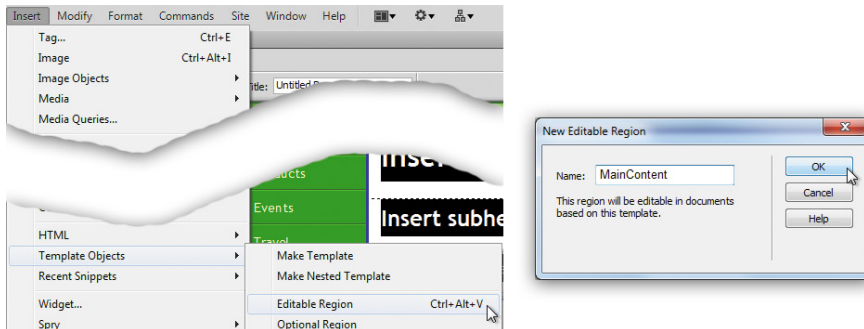 Insert Modify Format Commands Site Window Help
Tag... Ctrl+E
Image Ctrl+Alt+I
Image Objects
Media
Media Queries...
Title: Untitled
Products
Events
Travel
Insert
Insert subhe
HTML
Template Objects
Recent Snippets
Widget...
Spry
Make Template
Make Nested Template
Editable Region Ctrl+Alt+V
Optional Region
New Editable Region
Name: MainContent
This region will be editable in documents
based on this template.
OK
Cancel
Help